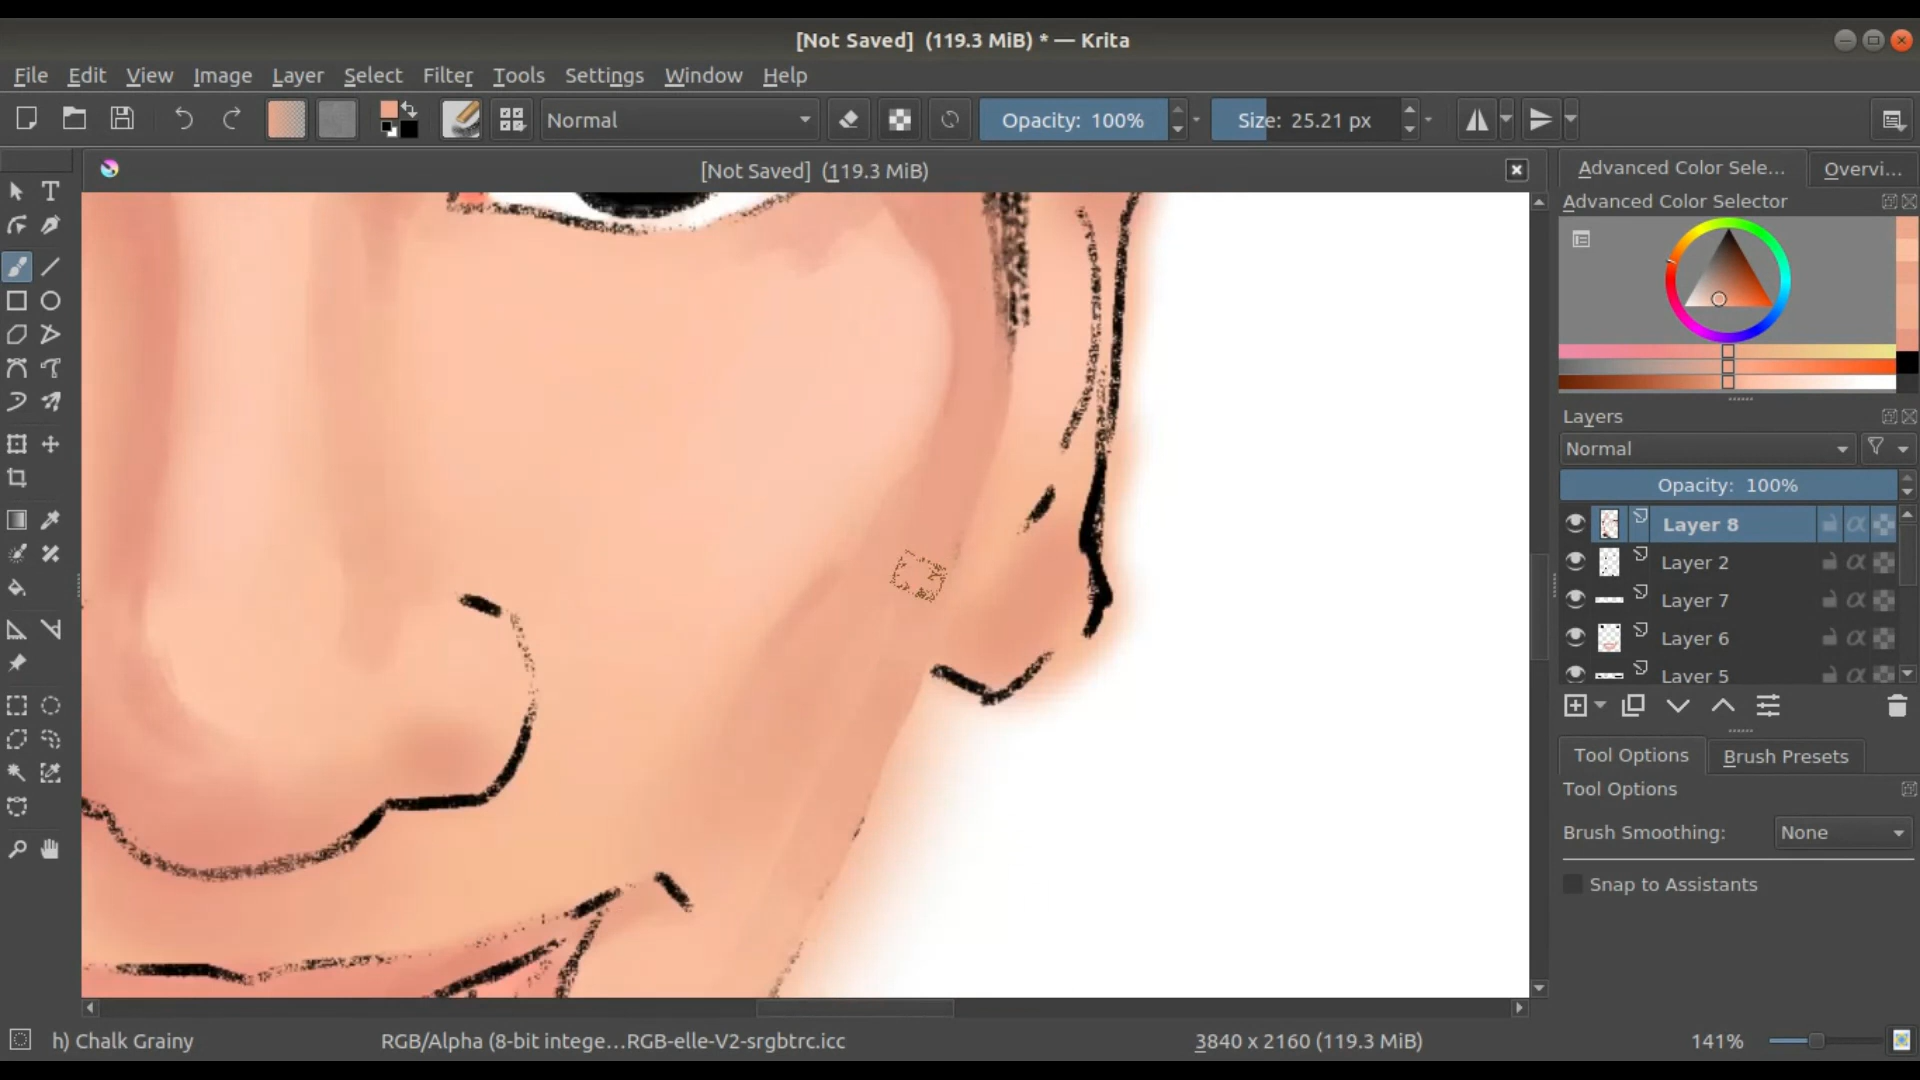 [Not Saved]  (119.3 MiB) * — Krita
File Edit View Image Layer Select Filter Tools Settings Window Help
Normal Opacity: 100% Size: 25.21 px
[Not Saved]  (119.3 MiB)
Advanced Color Sele... Overvi...
Advanced Color Selector
Layers
Normal
Opacity: 100%
Layer 8
Layer 2
Layer 7
Layer 6
Layer 5
Tool Options Brush Presets
Tool Options
Brush Smoothing: None
Snap to Assistants
h) Chalk Grainy RGB/Alpha (8-bit intege...RGB-elle-V2-srgbtrc.icc 3840 x 2160 (119.3 MiB) 141%